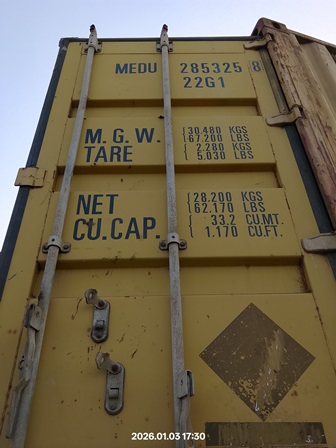 MEDU 285325 8
22G1
M.G.W. 30.480 KGS
67.200 LBS
TARE 2.280 KGS
5.030 LBS
NET 28.200 KGS
62.170 LBS
CU.CAP. 33.2 CU.MT.
1.170 CU.FT.
2026.01.03 17:30